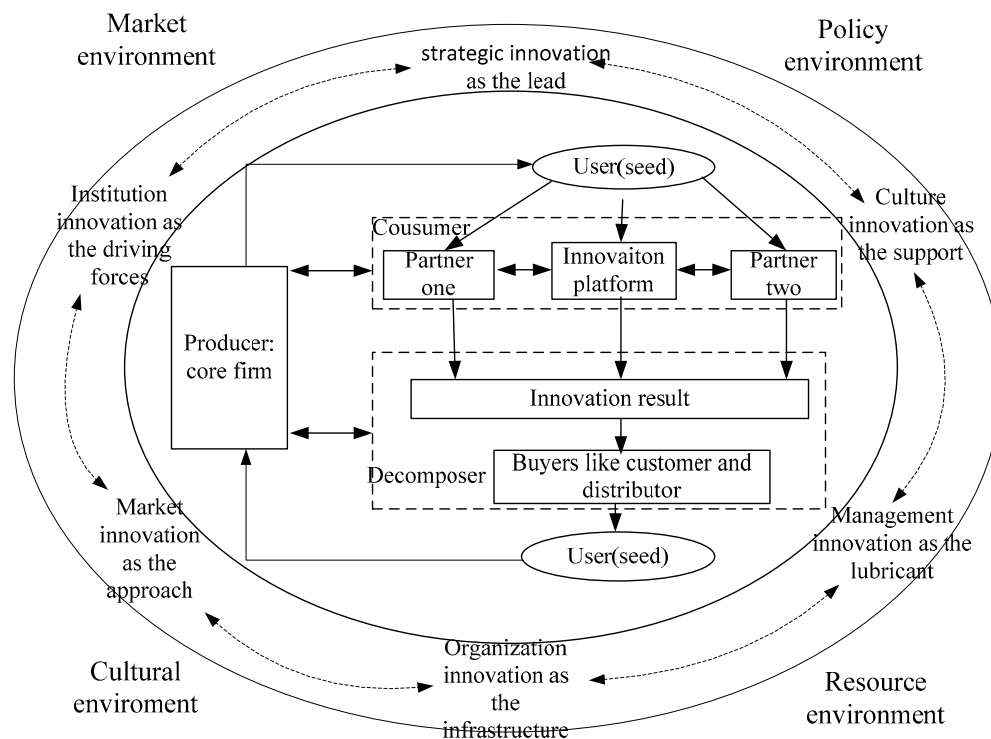 Market
environment
Policy
environment
strategic innovation
as the lead
User(seed)
Institution
innovation as
the driving
forces
Culture
innovation as
the support
Cousumer
Partner
one
Innovaiton
platform
Partner
two
Producer:
core firm
Innovation result
Decomposer
Buyers like customer and
distributor
User(seed)
Market
innovation
as the
approach
Management
innovation as the
lubricant
Organization
innovation as
the
infrastructure
Cultural
enviroment
Resource
environment